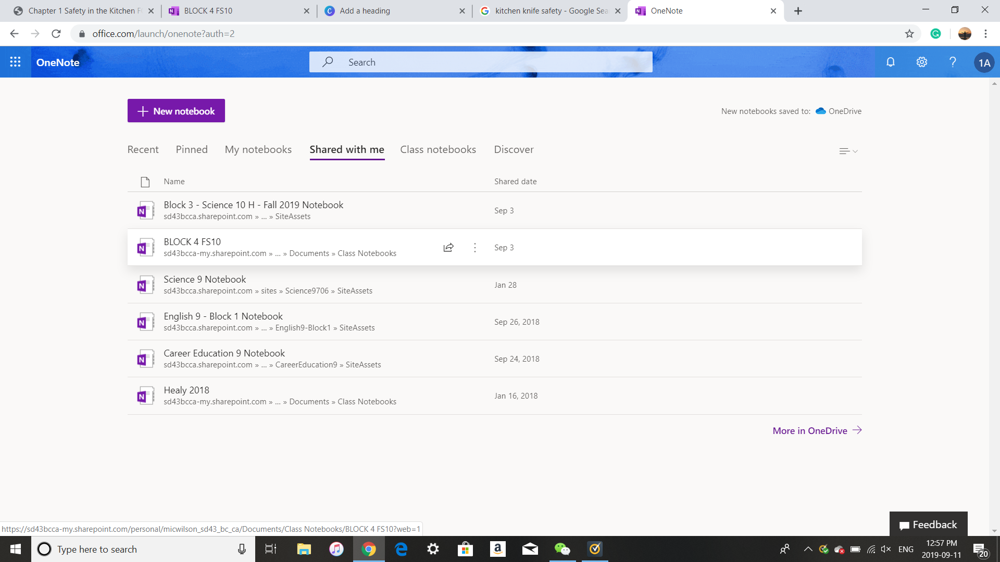 Chapter 1 Safety in the Kitchen F
BLOCK 4 FS10
Add a heading
kitchen knife safety - Google Sea
OneNote
office.com/launch/onenote?auth=2
OneNote
Search
1A
New notebook
New notebooks saved to: OneDrive
Recent Pinned My notebooks Shared with me Class notebooks Discover
Name Shared date
Block 3 - Science 10 H - Fall 2019 Notebook
sd43bcca.sharepoint.com » ... » SiteAssets
Sep 3
BLOCK 4 FS10
sd43bcca-my.sharepoint.com » ... » Documents » Class Notebooks
Sep 3
Science 9 Notebook
sd43bcca.sharepoint.com » sites » Science9706 » SiteAssets
Jan 28
English 9 - Block 1 Notebook
sd43bcca.sharepoint.com » ... » English9-Block1 » SiteAssets
Sep 26, 2018
Career Education 9 Notebook
sd43bcca.sharepoint.com » ... » CareerEducation9 » SiteAssets
Sep 24, 2018
Healy 2018
sd43bcca-my.sharepoint.com » ... » Documents » Class Notebooks
Jan 16, 2018
More in OneDrive
Feedback
https://sd43bcca-my.sharepoint.com/personal/micwilson_sd43_bc_ca/Documents/Class Notebooks/BLOCK 4 FS10?web=1
Type here to search
ENG
12:57 PM
2019-09-11
20